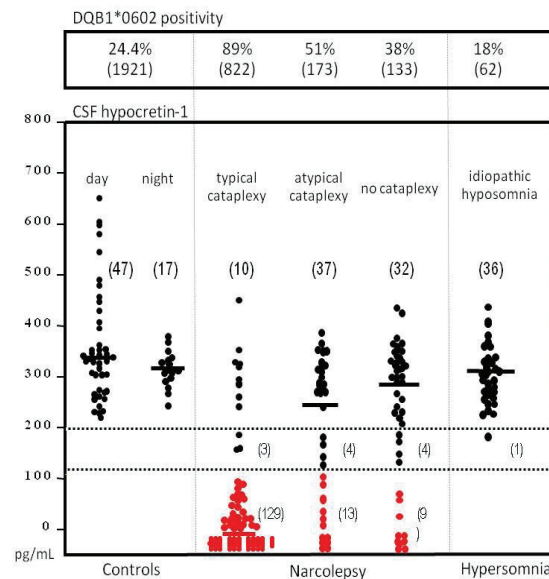 DQB1*0602 positivity
24.4% 89% 51% 38% 18%
(1921) (822) (173) (133) (62)
CSF hypocretin-1
800
700
day night typical cataplexy atypical cataplexy no cataplexy idiopathic hyposomnia
600
500 (47) (17) (10) (37) (32) (36)
400
300
200
(3) (4) (4) (1)
100
(129) (13) (9)
0
pg/mL
Controls Narcolepsy Hypersomnia